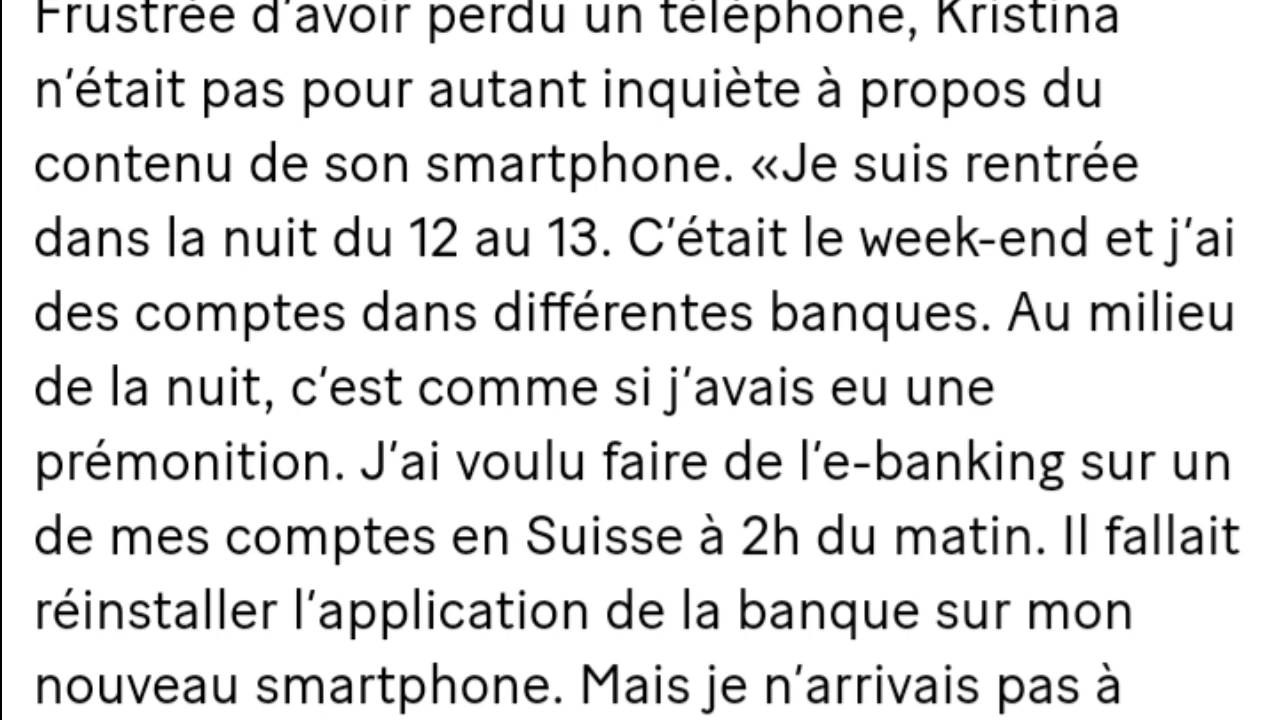 Frustrée d’avoir perdu un téléphone, Kristina
n’était pas pour autant inquiète à propos du
contenu de son smartphone. «Je suis rentrée
dans la nuit du 12 au 13. C’était le week-end et j’ai
des comptes dans différentes banques. Au milieu
de la nuit, c’est comme si j’avais eu une
prémonition. J’ai voulu faire de l’e-banking sur un
de mes comptes en Suisse à 2h du matin. Il fallait
réinstaller l’application de la banque sur mon
nouveau smartphone. Mais je n’arrivais pas à